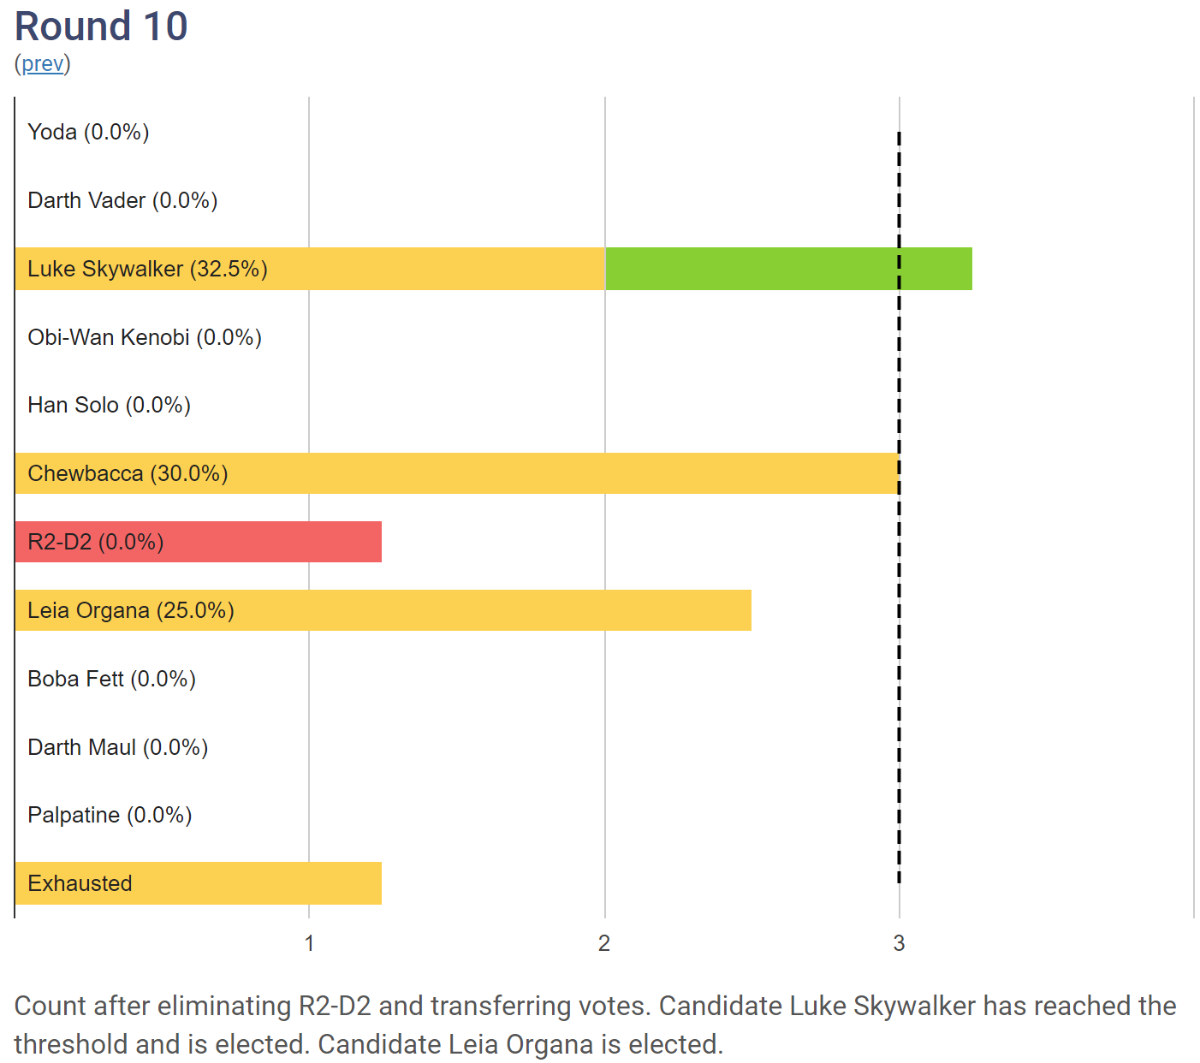 Round 10
(prev)
Yoda (0.0%)
Darth Vader (0.0%)
Luke Skywalker (32.5%)
Obi-Wan Kenobi (0.0%)
Han Solo (0.0%)
Chewbacca (30.0%)
R2-D2 (0.0%)
Leia Organa (25.0%)
Boba Fett (0.0%)
Darth Maul (0.0%)
Palpatine (0.0%)
Exhausted
1 2 3
Count after eliminating R2-D2 and transferring votes. Candidate Luke Skywalker has reached the
threshold and is elected. Candidate Leia Organa is elected.